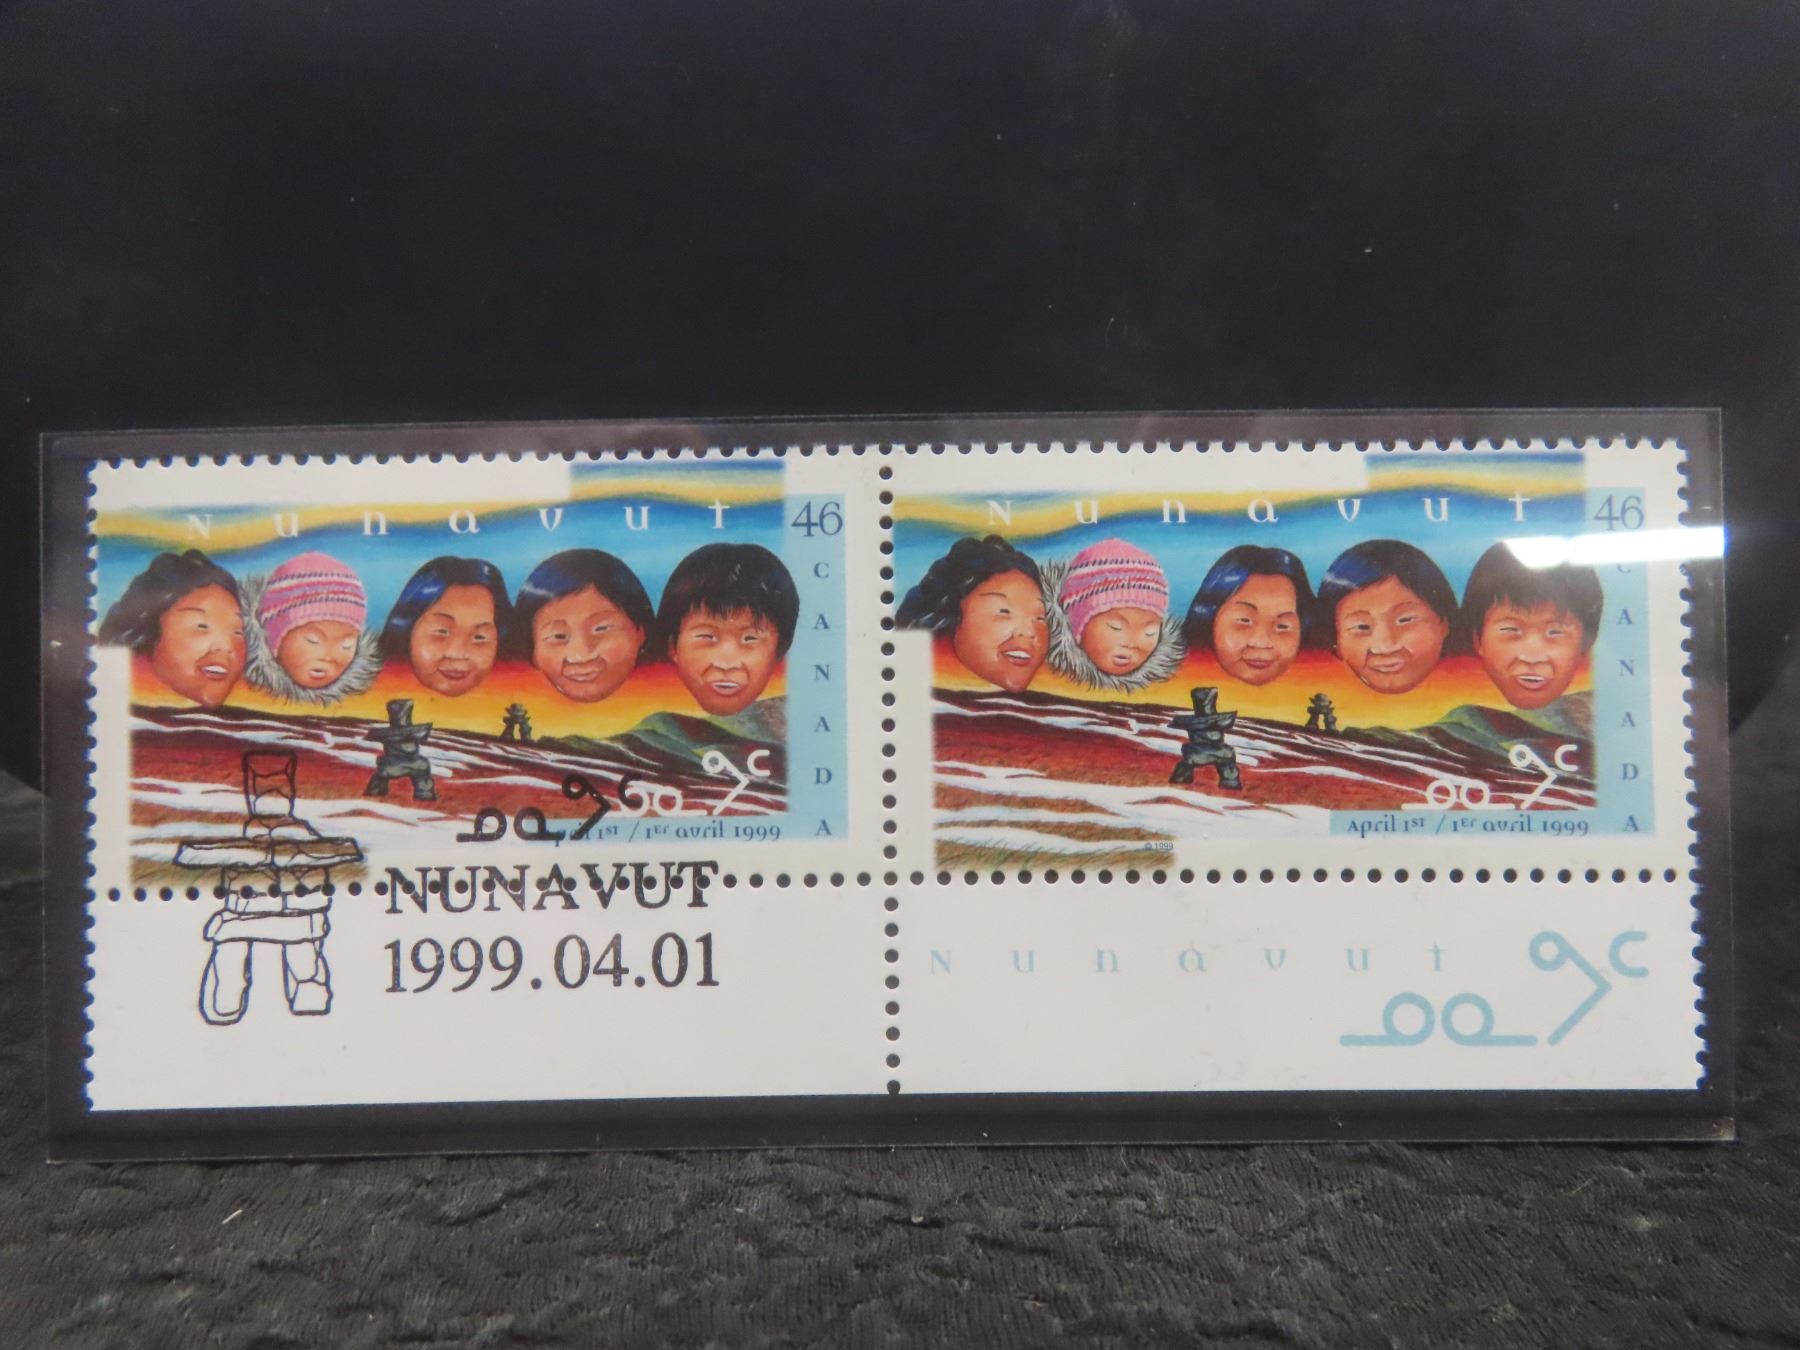 Nunavut
46
CANADA
ᓄᓇᕗᑦ
April 1st / 1er avril 1999
ᓄᓇᕗᑦ
NUNAVUT
1999.04.01
Nunavut
46
CANADA
ᓄᓇᕗᑦ
April 1st / 1er avril 1999
© 1999
Nunavut
ᓄᓇᕗᑦ